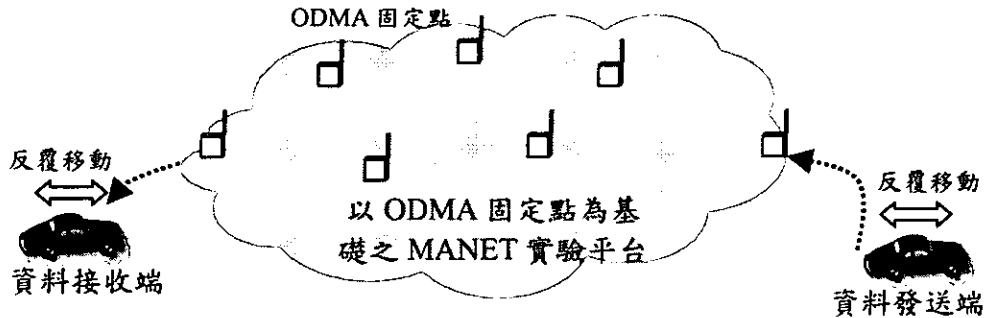 ODMA 固定點
反覆移動
資料接收端
以 ODMA 固定點為基
礎之 MANET 實驗平台
反覆移動
資料發送端